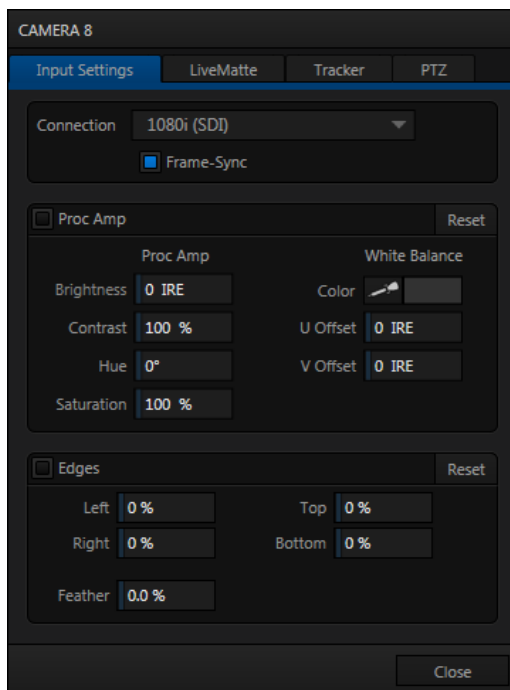 CAMERA 8
Input Settings LiveMatte Tracker PTZ
Connection 1080i (SDI)
Frame-Sync
Proc Amp Reset
Proc Amp White Balance
Brightness 0 IRE Color
Contrast 100 % U Offset 0 IRE
Hue 0° V Offset 0 IRE
Saturation 100 %
Edges Reset
Left 0 % Top 0 %
Right 0 % Bottom 0 %
Feather 0.0 %
Close